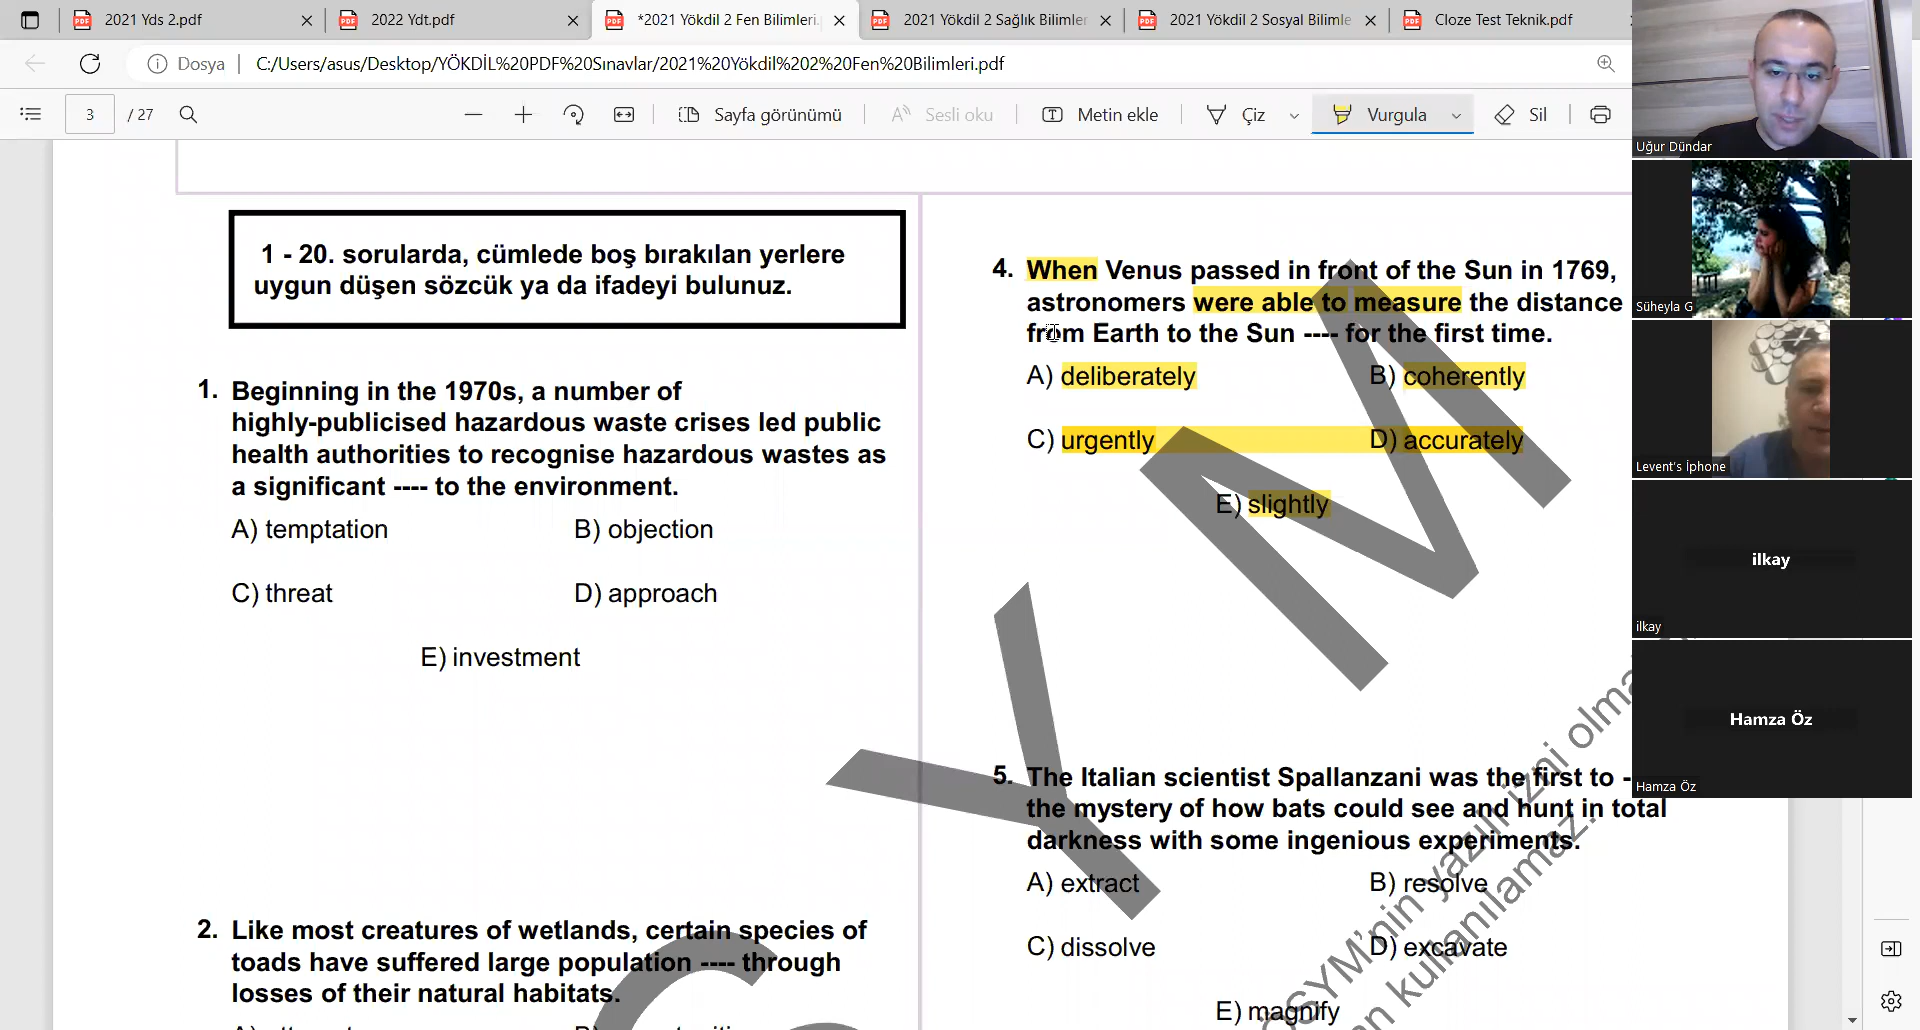 2021 Yds 2.pdf
2022 Ydt.pdf
*2021 Yökdil 2 Fen Bilimleri.
2021 Yökdil 2 Sağlık Bilimler
2021 Yökdil 2 Sosyal Bilimle
Cloze Test Teknik.pdf
Dosya
C:/Users/asus/Desktop/YÖKDİL%20PDF%20Sınavlar/2021%20Yökdil%202%20Fen%20Bilimleri.pdf
3 / 27
Sayfa görünümü
Sesli oku
Metin ekle
Çiz
Vurgula
Sil
1 - 20. sorularda, cümlede boş bırakılan yerlere
uygun düşen sözcük ya da ifadeyi bulunuz.
1. Beginning in the 1970s, a number of
highly-publicised hazardous waste crises led public
health authorities to recognise hazardous wastes as
a significant ---- to the environment.
A) temptation
B) objection
C) threat
D) approach
E) investment
2. Like most creatures of wetlands, certain species of
toads have suffered large population ---- through
losses of their natural habitats.
4. When Venus passed in front of the Sun in 1769,
astronomers were able to measure the distance
from Earth to the Sun ---- for the first time.
A) deliberately
B) coherently
C) urgently
D) accurately
E) slightly
5. The Italian scientist Spallanzani was the first to -
the mystery of how bats could see and hunt in total
darkness with some ingenious experiments.
A) extract
B) resolve
C) dissolve
D) excavate
E) magnify
Y M
ÖSYM'nin yazılı izni olma
kullanılamaz.
Uğur Dündar
Süheyla G
Levent's İphone
ilkay
ilkay
Hamza Öz
Hamza Öz